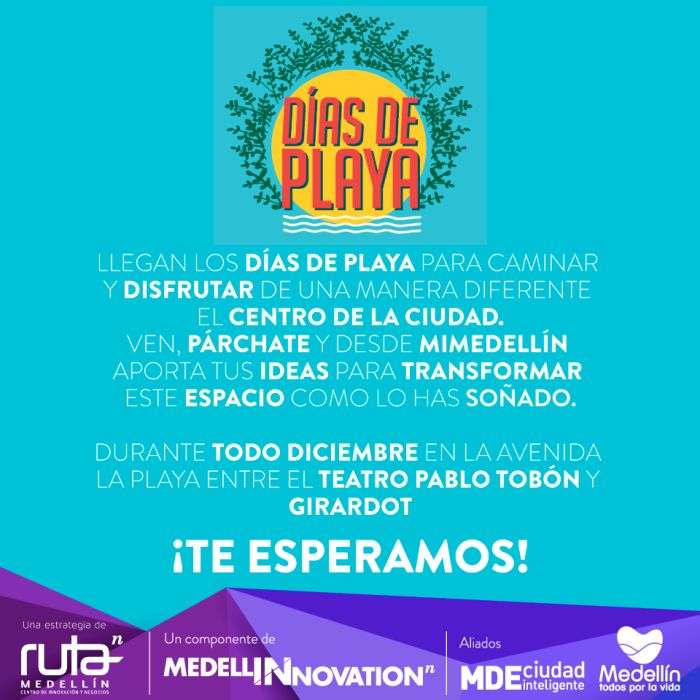 DÍAS DE
PLAYA
LLEGAN LOS DÍAS DE PLAYA PARA CAMINAR
Y DISFRUTAR DE UNA MANERA DIFERENTE
EL CENTRO DE LA CIUDAD.
VEN, PÁRCHATE Y DESDE MIMEDELLÍN
APORTA TUS IDEAS PARA TRANSFORMAR
ESTE ESPACIO COMO LO HAS SOÑADO.
DURANTE TODO DICIEMBRE EN LA AVENIDA
LA PLAYA ENTRE EL TEATRO PABLO TOBÓN Y
GIRARDOT
¡TE ESPERAMOS!
Una estrategia de
ruta n
MEDELLÍN
CENTRO DE INNOVACIÓN Y NEGOCIOS
Un componente de
MEDELLINNOVATION n
Aliados
MDE ciudad
inteligente
Medellín
todos por la vida